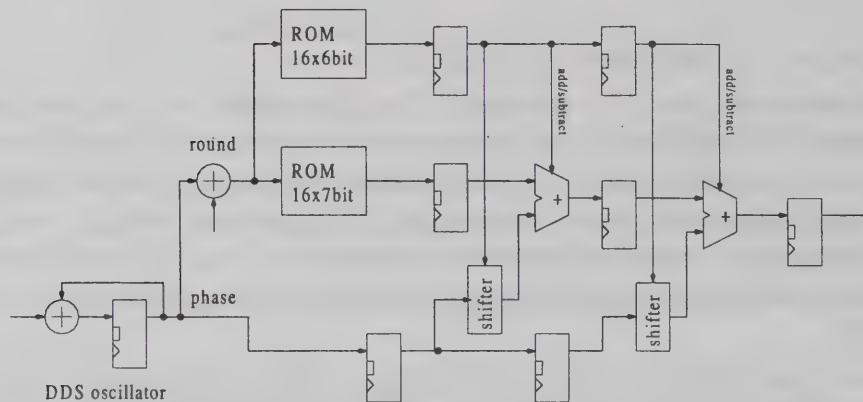 ROM
16x6bit
add/subtract
add/subtract
round
ROM
16x7bit
+
+
shifter
shifter
phase
DDS oscillator